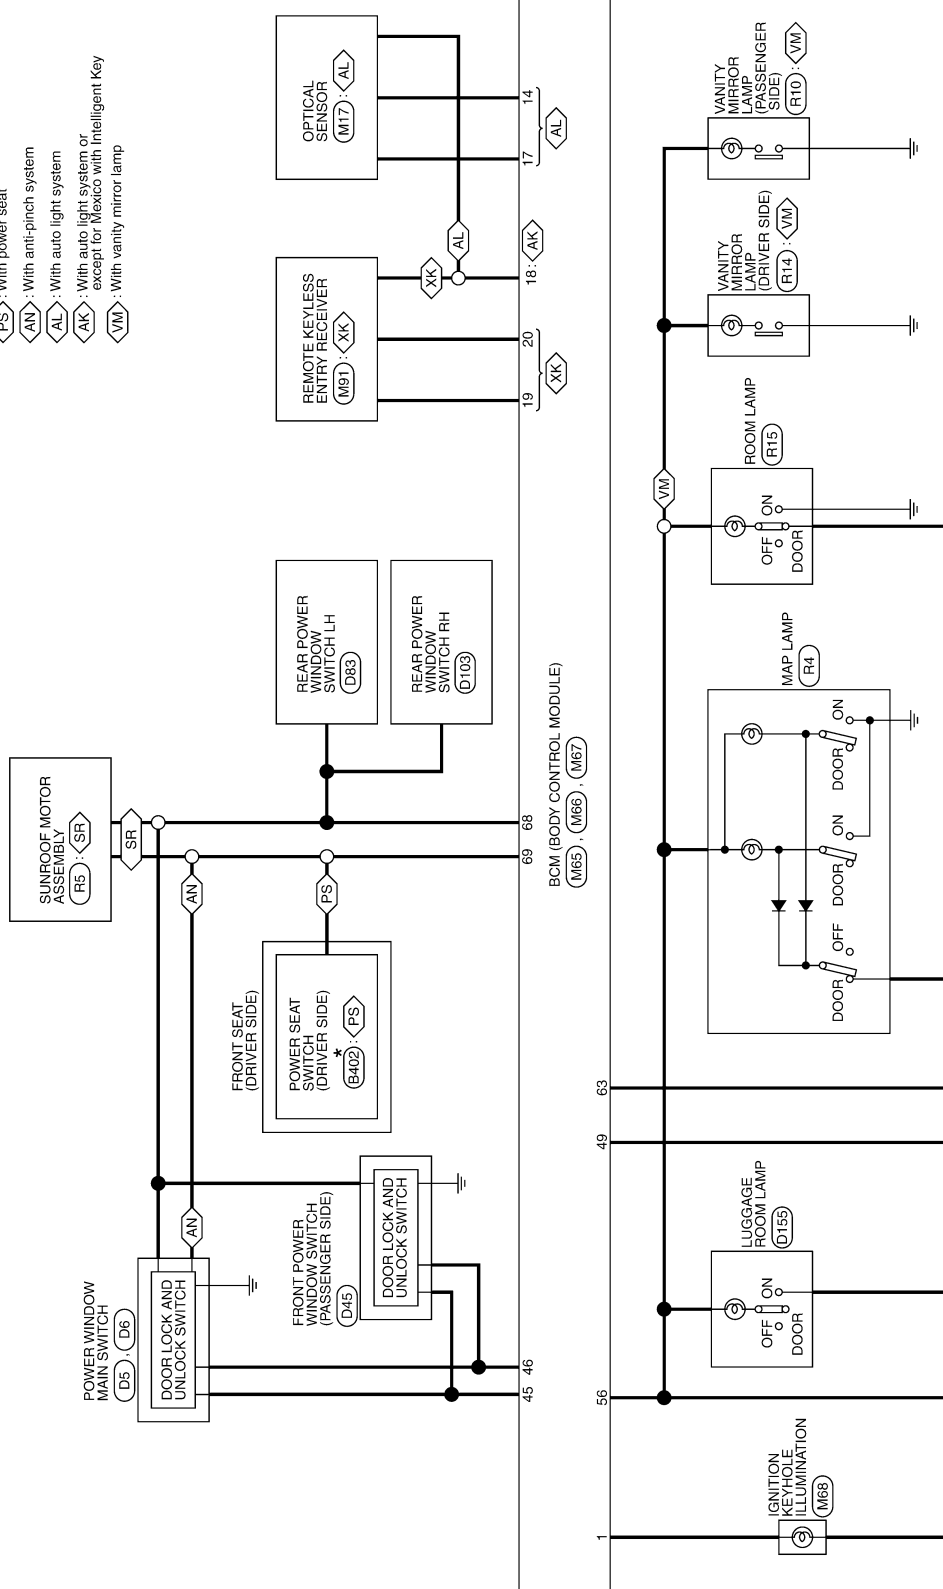 PS : With power seat
AN : With anti-pinch system
AL : With auto light system
AK : With auto light system or
except for Mexico with Intelligent Key
VM : With vanity mirror lamp
POWER WINDOW
MAIN SWITCH
D5 , D6
DOOR LOCK AND
UNLOCK SWITCH
AN
FRONT POWER
WINDOW SWITCH
(PASSENGER SIDE)
D45
DOOR LOCK AND
UNLOCK SWITCH
FRONT SEAT
(DRIVER SIDE)
POWER SEAT
SWITCH
(DRIVER SIDE)
*
B402 : PS
PS
AN
SUNROOF MOTOR
ASSEMBLY
R5 : SR
SR
REAR POWER
WINDOW
SWITCH LH
D83
REAR POWER
WINDOW
SWITCH RH
D103
REMOTE KEYLESS
ENTRY RECEIVER
M91 : XK
XK
AL
OPTICAL
SENSOR
M17 : AL
45
46
69
68
19
20
18 : AK
17
14
XK
AL
BCM (BODY CONTROL MODULE)
M65 , M66 , M67
1
56
49
63
IGNITION
KEYHOLE
ILLUMINATION
M68
LUGGAGE
ROOM LAMP
D155
OFF
ON
DOOR
MAP LAMP
R4
DOOR
OFF
DOOR
ON
DOOR
ON
ROOM LAMP
R15
OFF
ON
DOOR
VM
VANITY
MIRROR
LAMP
(DRIVER SIDE)
R14 : VM
VANITY
MIRROR
LAMP
(PASSENGER
SIDE)
R10 : VM